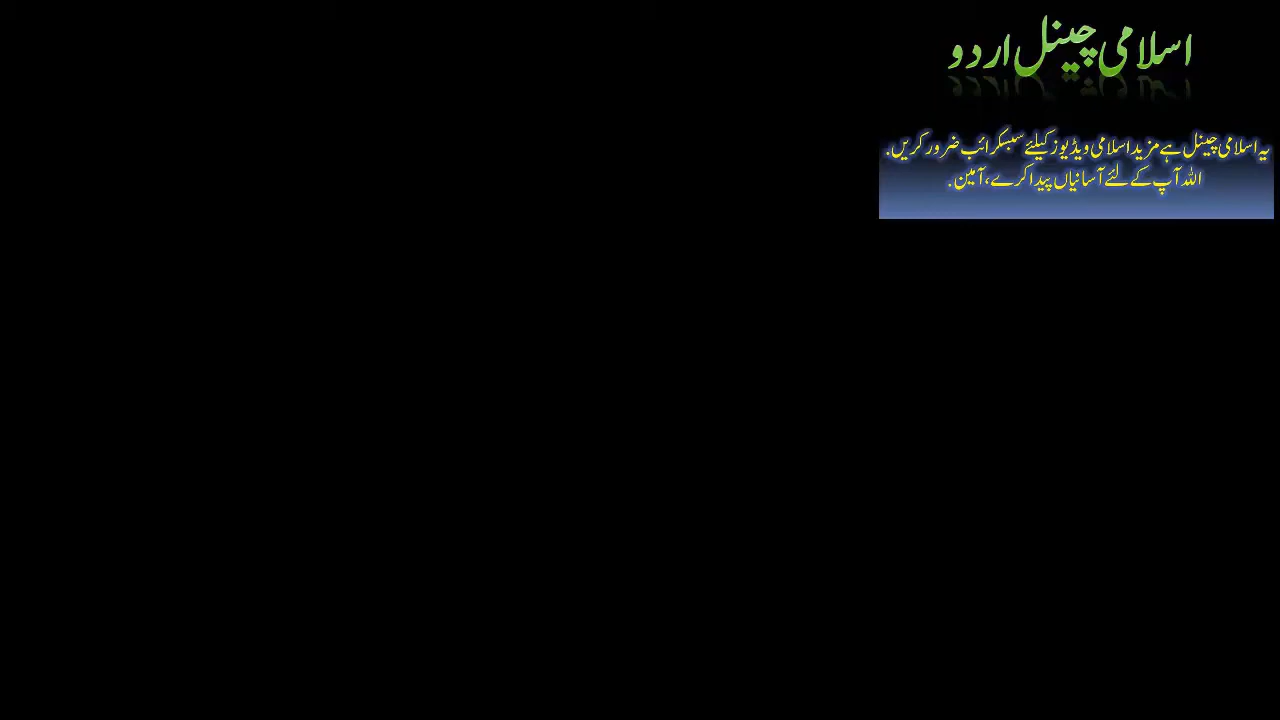 اسلامی چینل اردو
یہ اسلامی چینل ہے مزید اسلامی ویڈیوز کیلئے سبسکرائب ضرور کریں.
اللہ آپ کے لئے آسانیاں پیدا کرے، آمین.